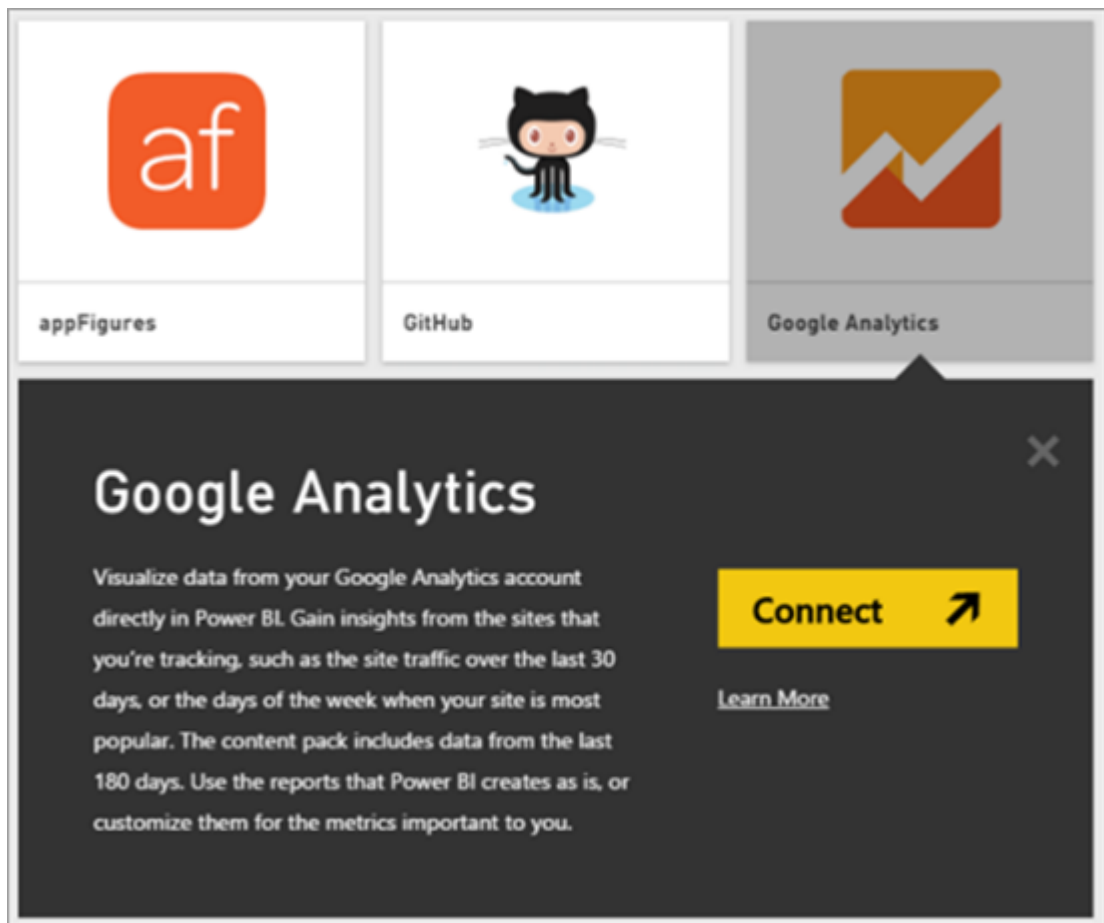 af
appFigures
GitHub
Google Analytics
Google Analytics
Visualize data from your Google Analytics account
directly in Power BI. Gain insights from the sites that
you're tracking, such as the site traffic over the last 30
days, or the days of the week when your site is most
popular. The content pack includes data from the last
180 days. Use the reports that Power BI creates as is, or
customize them for the metrics important to you.
Connect
Learn More